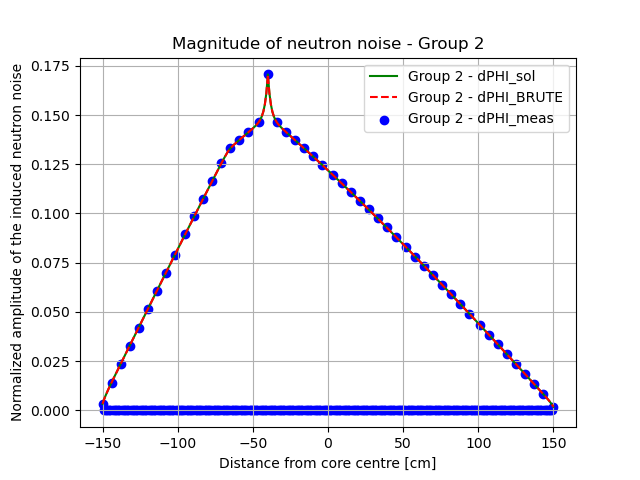 Magnitude of neutron noise - Group 2
Normalized amplitude of the induced neutron noise
0.175
0.150
0.125
0.100
0.075
0.050
0.025
0.000
Group 2 - dPHI_sol
Group 2 - dPHI_BRUTE
Group 2 - dPHI_meas
−150 −100 −50 0 50 100 150
Distance from core centre [cm]